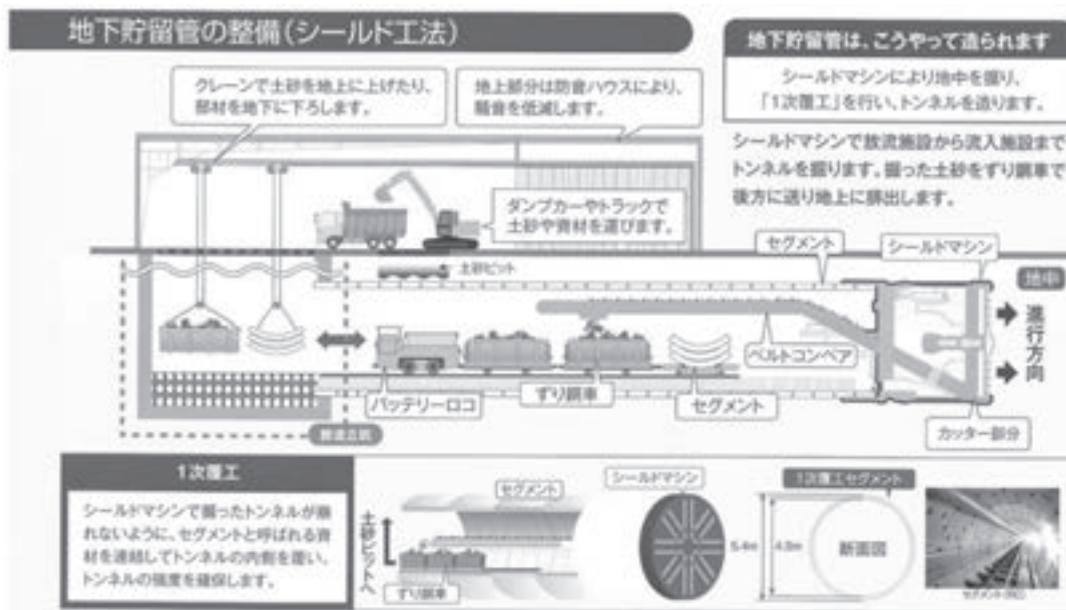 地下貯留管の整備(シールド工法)
地下貯留管は、こうやって造られます
シールドマシンにより地中を掘り、
「1次覆工」を行い、トンネルを造ります。
シールドマシンで放流施設から流入施設まで
トンネルを掘ります。掘った土砂をずり鋼車で
後方に送り地上に排出します。
クレーンで土砂を地上に上げたり、
部材を地下に下ろします。
地上部分は防音ハウスにより、
騒音を低減します。
ダンプカーやトラックで
土砂や資材を運びます。
土砂ピット
セグメント
シールドマシン
地中
進行方向
ベルトコンベア
バッテリーロコ
ずり鋼車
セグメント
カッター部分
1次覆工
シールドマシンで掘ったトンネルが崩
れないように、セグメントと呼ばれる資
材を連結してトンネルの内側を覆い、
トンネルの強度を確保します。
土砂ピットへ
セグメント
ずり鋼車
シールドマシン
1次覆工セグメント
5.4m
断面図
セグメント(RC)